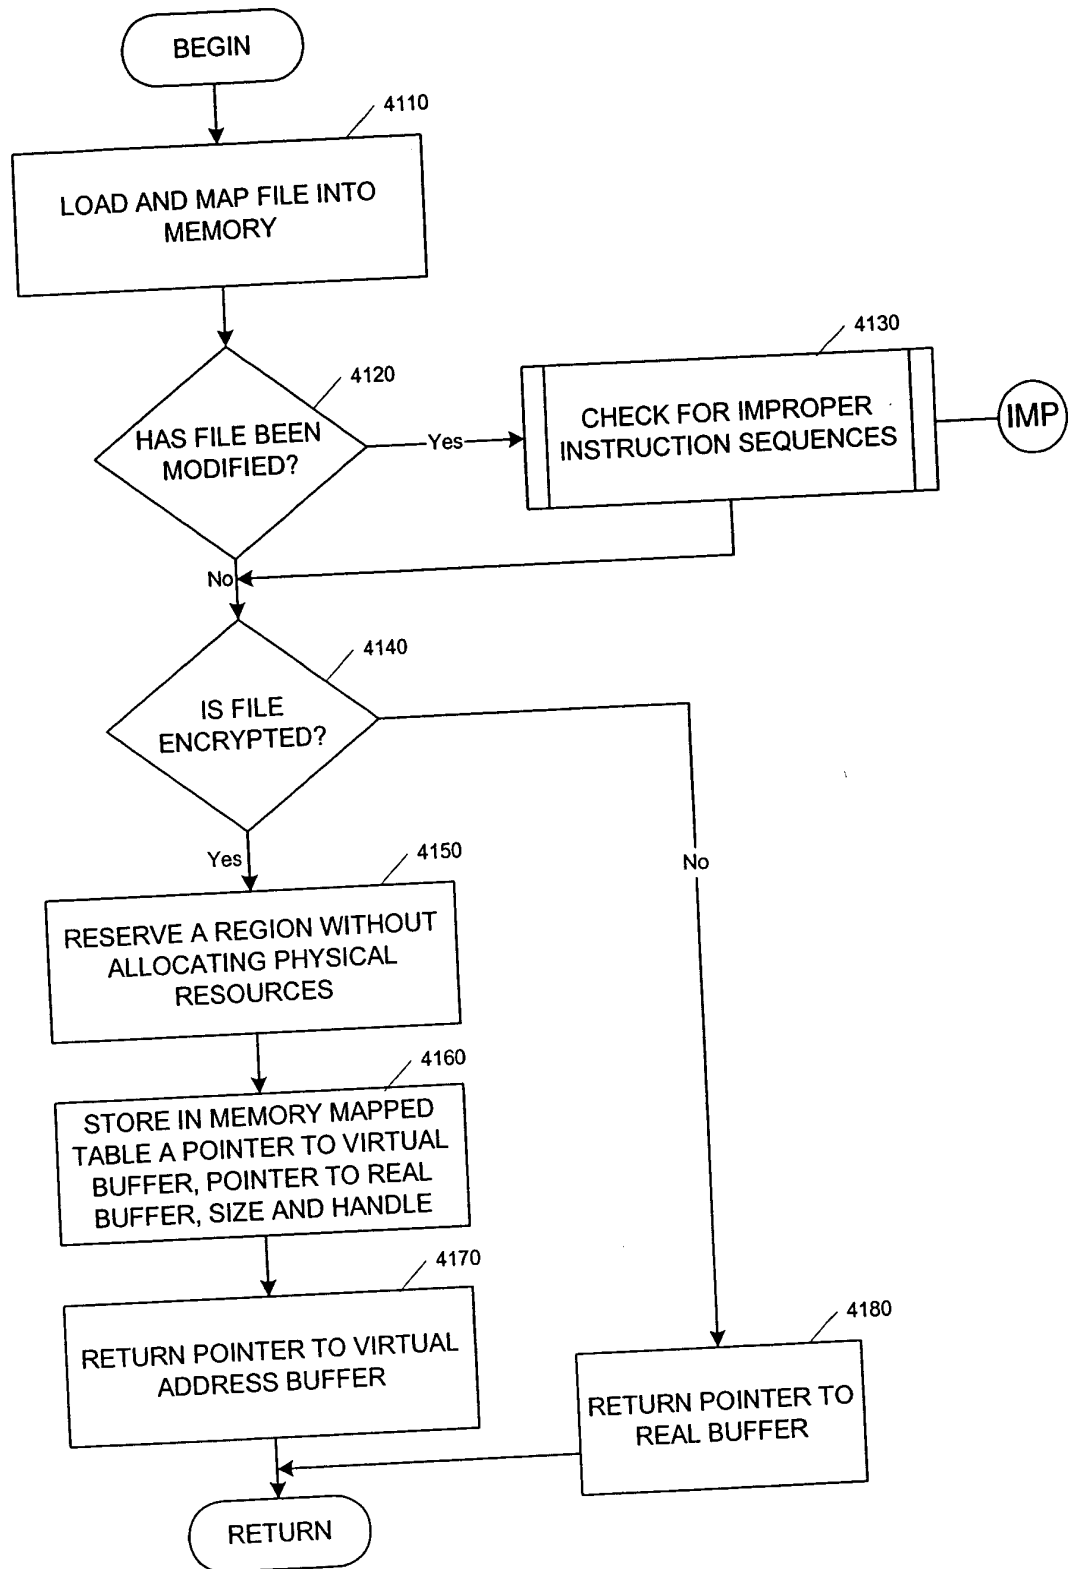 BEGIN
4110
LOAD AND MAP FILE INTO
MEMORY
4120
HAS FILE BEEN
MODIFIED?
Yes
4130
CHECK FOR IMPROPER
INSTRUCTION SEQUENCES
IMP
No
4140
IS FILE
ENCRYPTED?
Yes
No
4150
RESERVE A REGION WITHOUT
ALLOCATING PHYSICAL
RESOURCES
4160
STORE IN MEMORY MAPPED
TABLE A POINTER TO VIRTUAL
BUFFER, POINTER TO REAL
BUFFER, SIZE AND HANDLE
4170
RETURN POINTER TO VIRTUAL
ADDRESS BUFFER
4180
RETURN POINTER TO
REAL BUFFER
RETURN